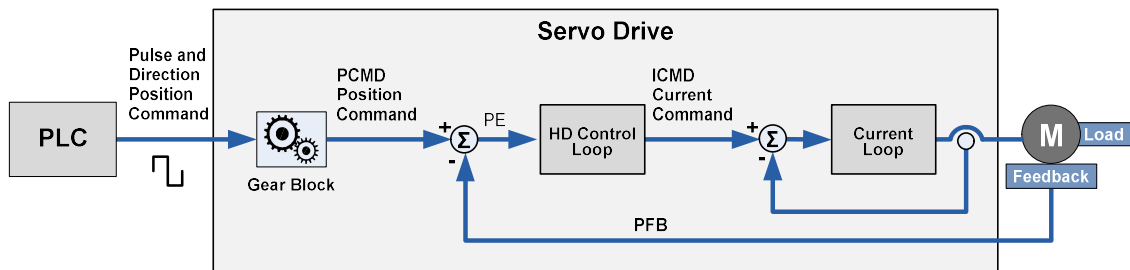 Servo Drive
Pulse and
Direction
Position
Command
PLC
Gear Block
PCMD
Position
Command
+
Σ
-
PE
HD Control
Loop
ICMD
Current
Command
+
Σ
-
Current
Loop
M
Load
Feedback
PFB